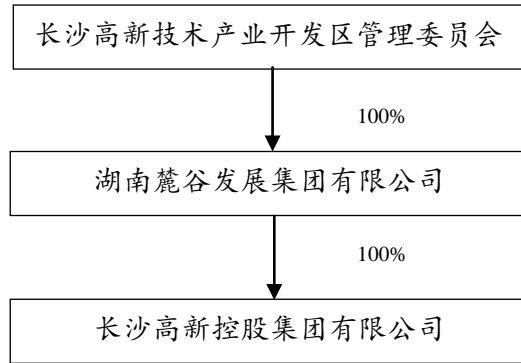 长沙高新技术产业开发区管理委员会
100%
湖南麓谷发展集团有限公司
100%
长沙高新控股集团有限公司